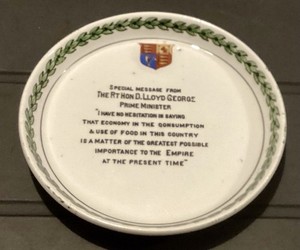 Special Message from
The Rt Hon D. Lloyd George.
Prime Minister
"I have no hesitation in saying
that economy in the consumption
& use of food in this country
is a matter of the greatest possible
importance to the Empire
at the present time"